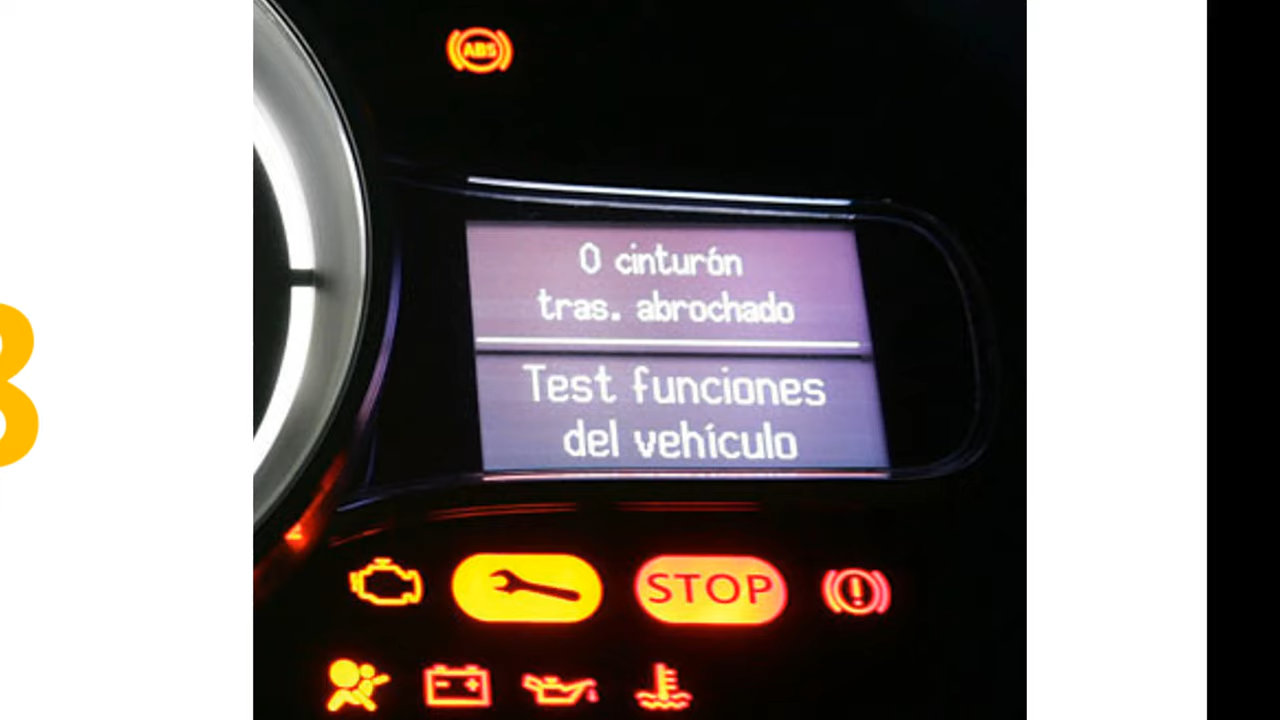 ABS
0 cinturón
tras. abrochado
Test funciones
del vehículo
STOP